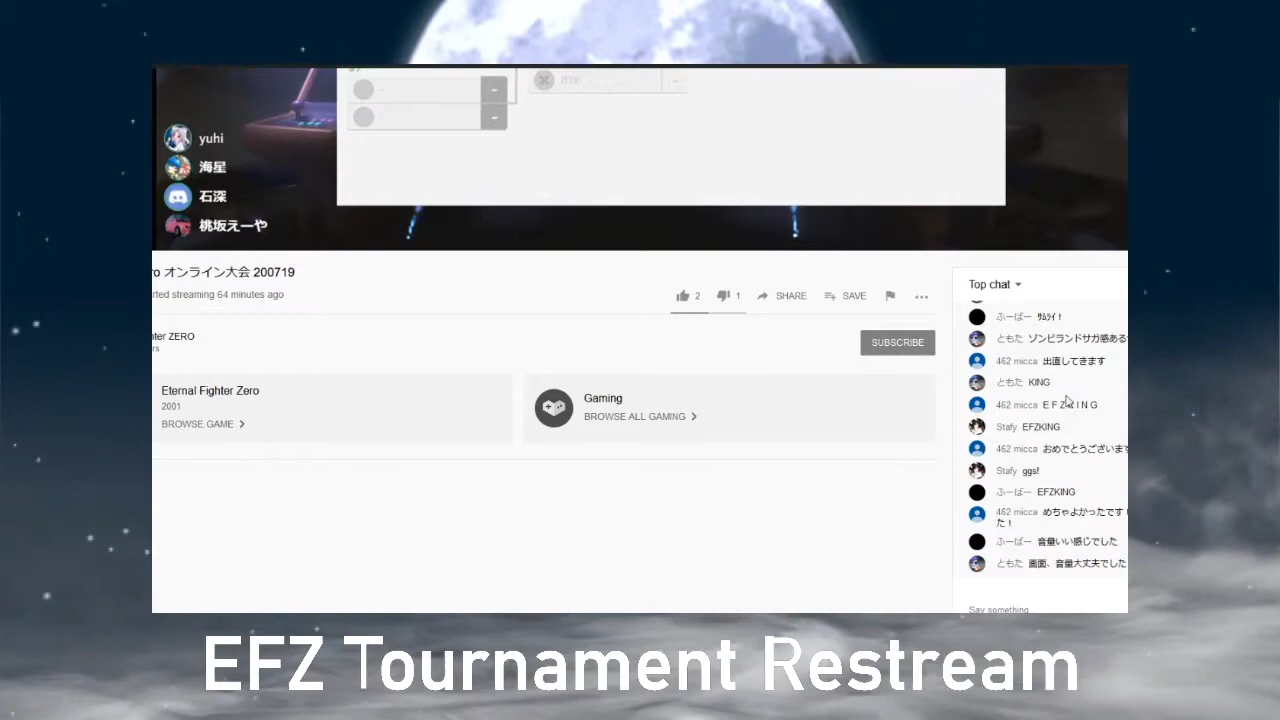 yuhi
海星
石深
桃坂えーや
ro オンライン大会 200719
rted streaming 64 minutes ago
2
1
SHARE
SAVE
hter ZERO
rs
SUBSCRIBE
Eternal Fighter Zero
2001
BROWSE GAME
Gaming
BROWSE ALL GAMING
Top chat
ふーばー ｻﾑﾗｲ！
ともた ゾンビランドサガ感ある
462 micca 出直してきます
ともた KING
462 micca E F Z K I N G
Stafy EFZKING
462 micca おめでとうございます
Stafy ggs!
ふーばー EFZKING
462 micca めちゃよかったです！
た！
ふーばー 音量いい感じでした
ともた 画面、音量大丈夫でした
Say something
EFZ Tournament Restream